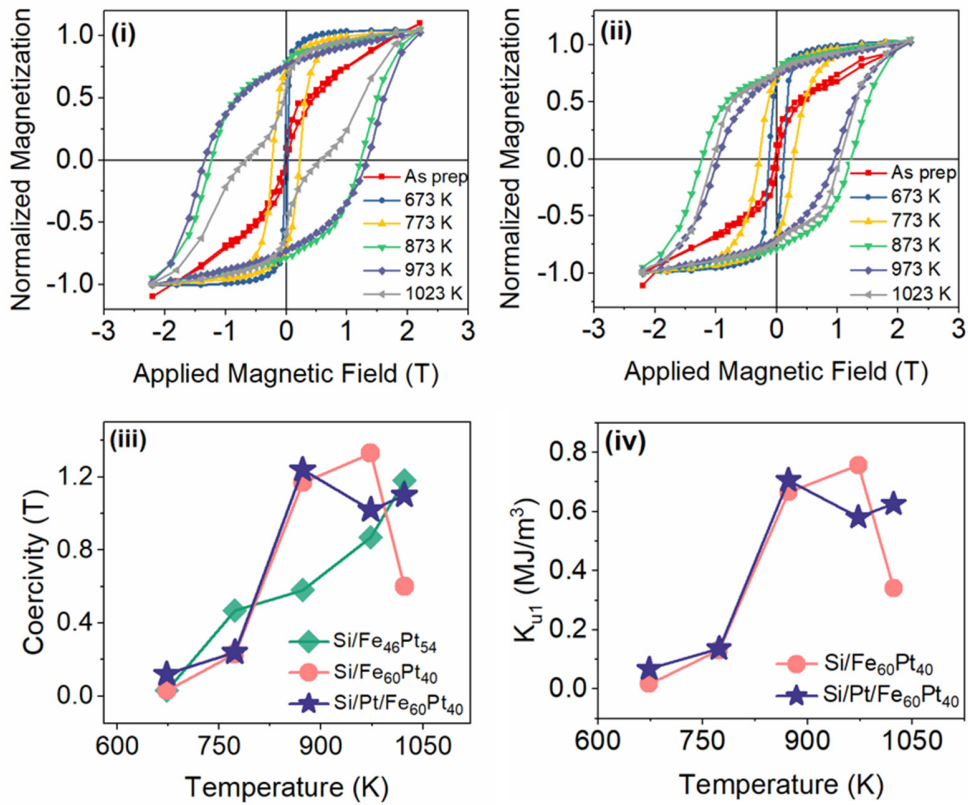 (i)
Normalized Magnetization
1.0
0.5
0.0
-0.5
-1.0
As prep
673 K
773 K
873 K
973 K
1023 K
-3 -2 -1 0 1 2 3
Applied Magnetic Field (T)
(ii)
Normalized Magnetization
1.0
0.5
0.0
-0.5
-1.0
As prep
673 K
773 K
873 K
973 K
1023 K
-3 -2 -1 0 1 2 3
Applied Magnetic Field (T)
(iii)
Coercivity (T)
1.2
0.8
0.4
0.0
Si/Fe₄₆Pt₅₄
Si/Fe₆₀Pt₄₀
Si/Pt/Fe₆₀Pt₄₀
600 750 900 1050
Temperature (K)
(iv)
Kᵤ₁ (MJ/m³)
0.8
0.6
0.4
0.2
0.0
Si/Fe₆₀Pt₄₀
Si/Pt/Fe₆₀Pt₄₀
600 750 900 1050
Temperature (K)